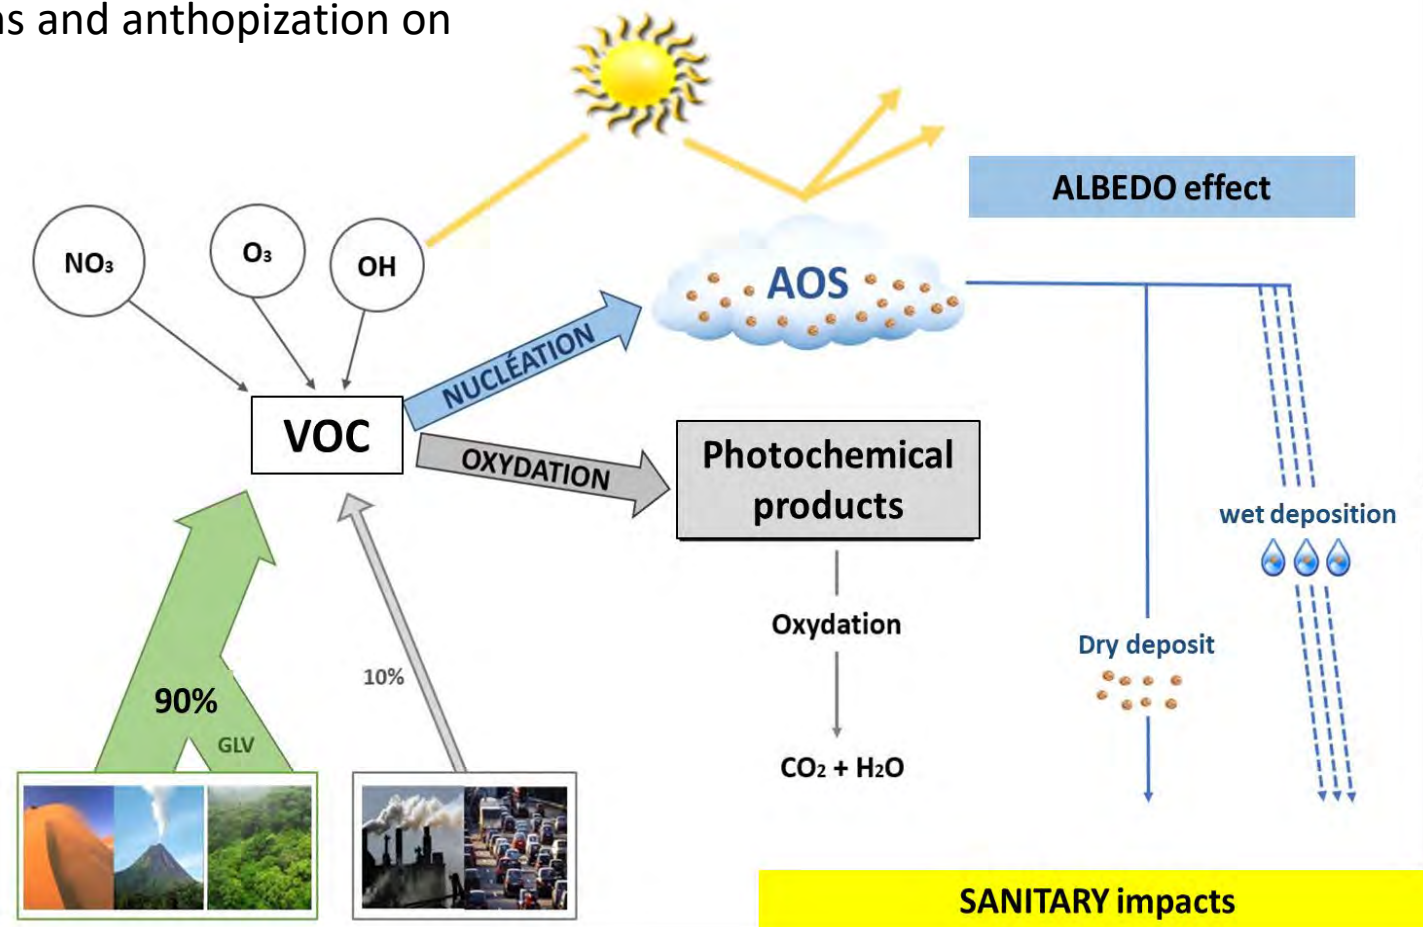 ns and anthopization on
ALBEDO effect
NO₃
O₃
OH
AOS
NUCLÉATION
VOC
OXYDATION
Photochemical
products
wet deposition
Oxydation
Dry deposit
90%
10%
GLV
CO₂ + H₂O
SANITARY impacts